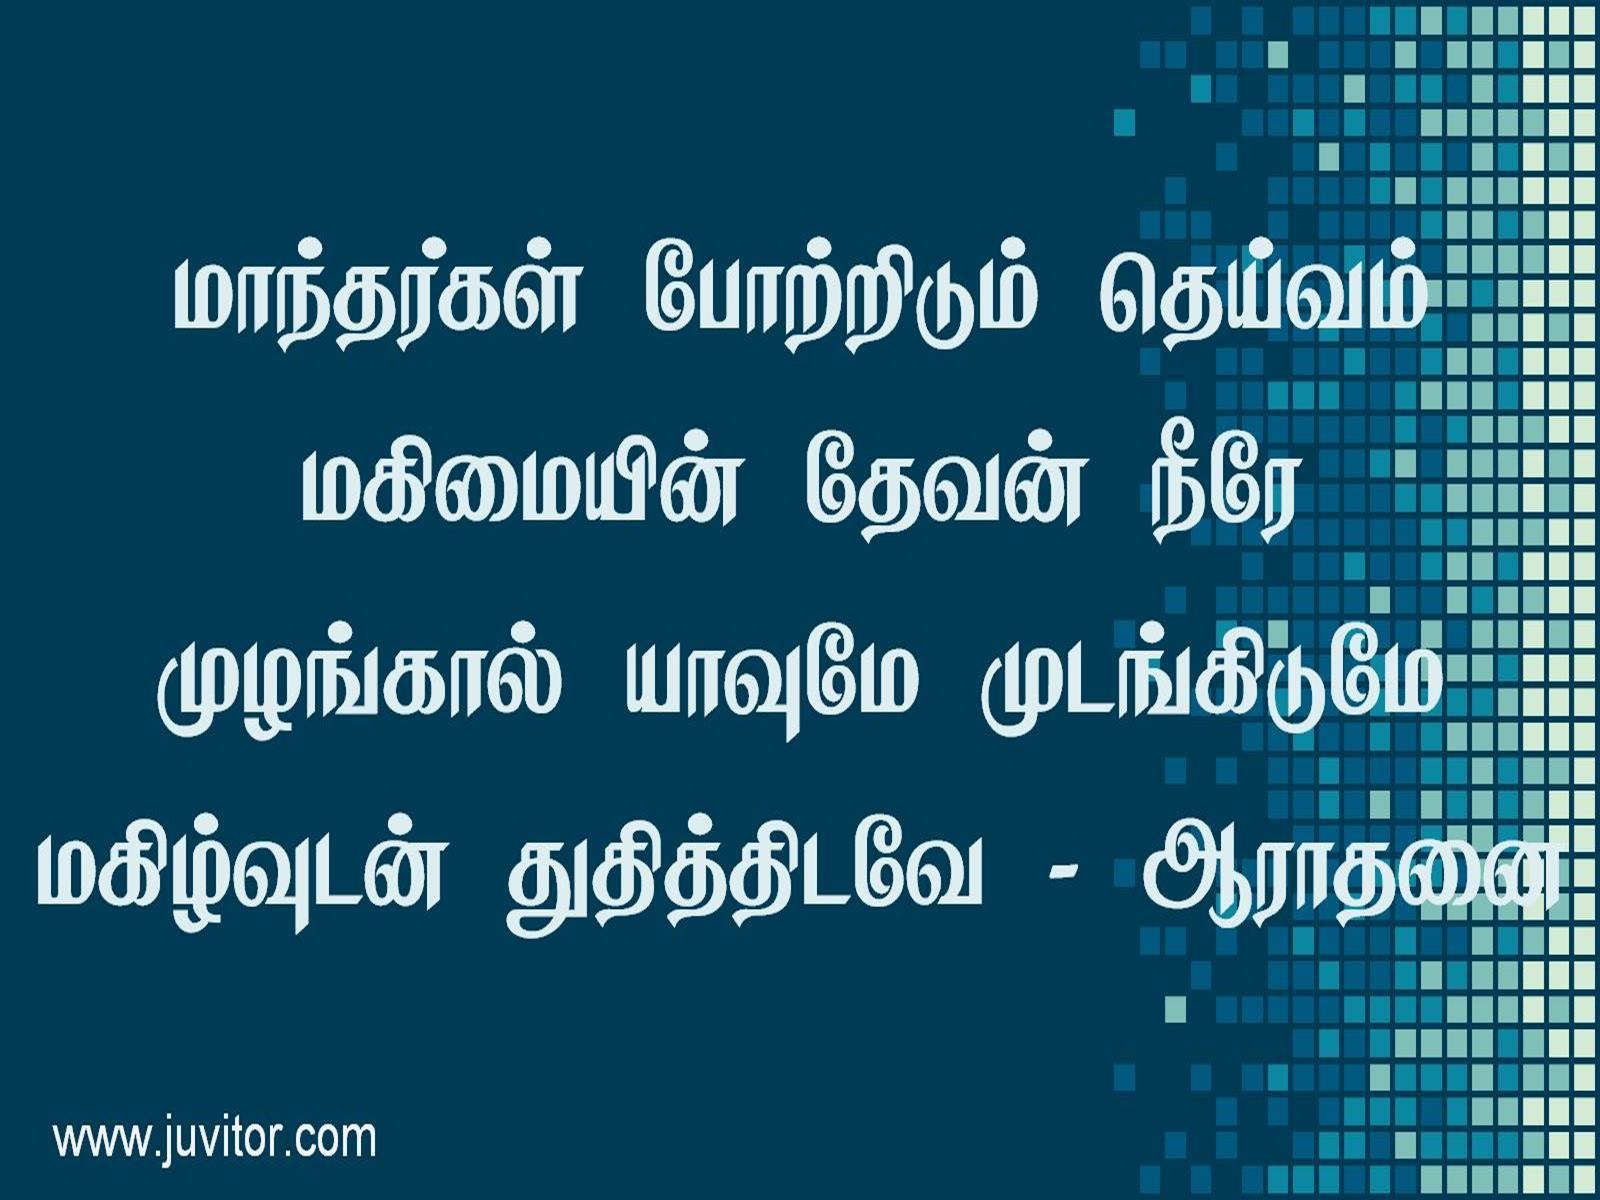 மாந்தர்கள் போற்றிடும் தெய்வம்
மகிமையின் தேவன் நீரே
முழங்கால் யாவுமே முடங்கிடுமே
மகிழ்வுடன் துதித்திடவே - ஆராதனை
www.juvitor.com